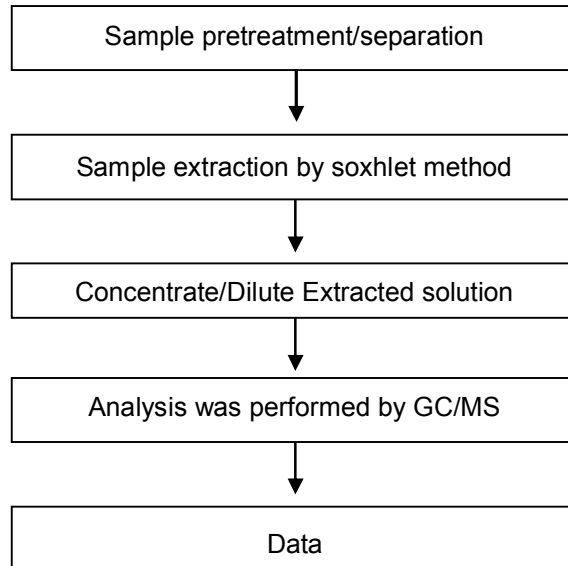 Sample pretreatment/separation
Sample extraction by soxhlet method
Concentrate/Dilute Extracted solution
Analysis was performed by GC/MS
Data